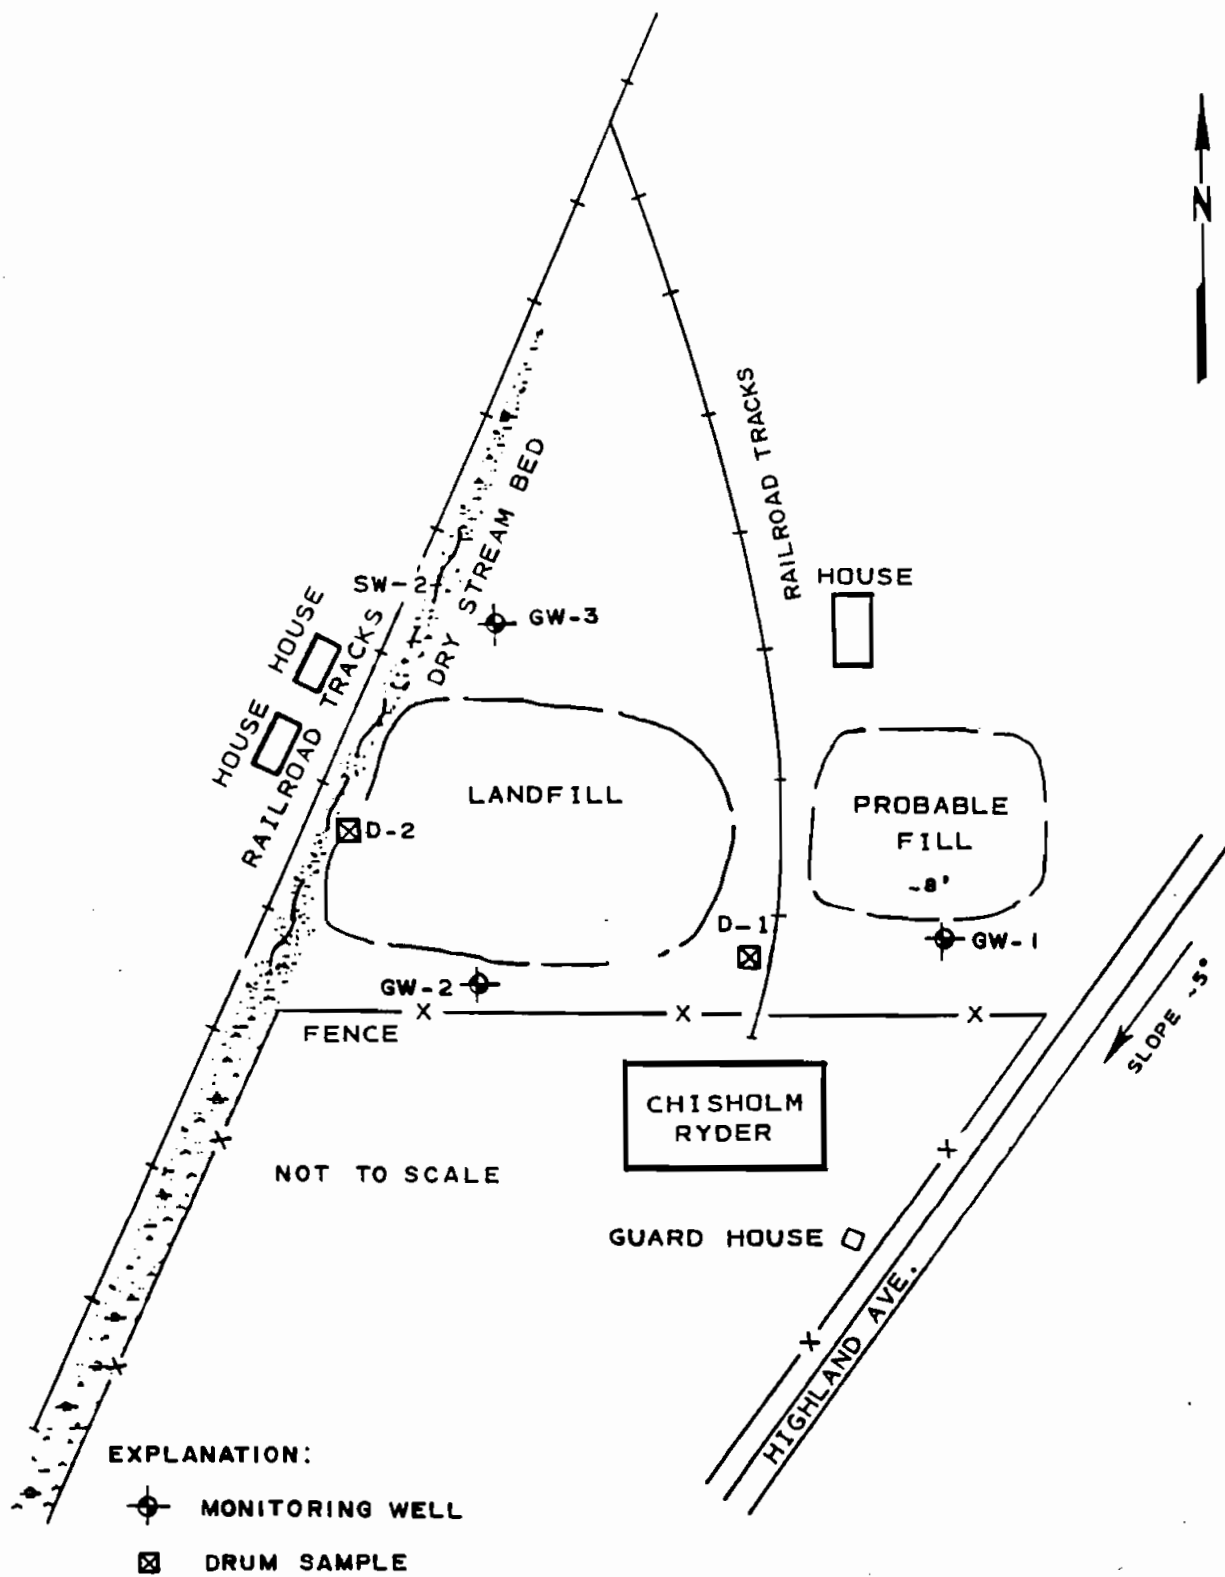 N
RAILROAD TRACKS
DRY STREAM BED
SW-2
HOUSE
GW-3
HOUSE
HOUSE
RAILROAD TRACKS
LANDFILL
PROBABLE
FILL
~8'
D-2
D-1
GW-1
GW-2
SLOPE ~5°
FENCE
CHISHOLM
RYDER
NOT TO SCALE
GUARD HOUSE
HIGHLAND AVE.
EXPLANATION:
MONITORING WELL
DRUM SAMPLE